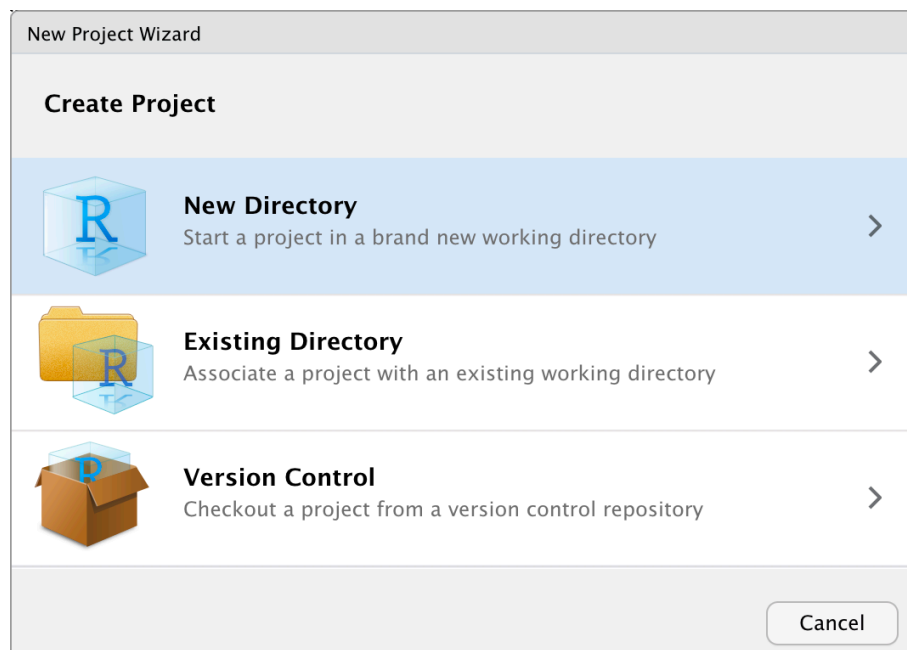 New Project Wizard
Create Project
R
New Directory
Start a project in a brand new working directory
R
Existing Directory
Associate a project with an existing working directory
R
Version Control
Checkout a project from a version control repository
Cancel